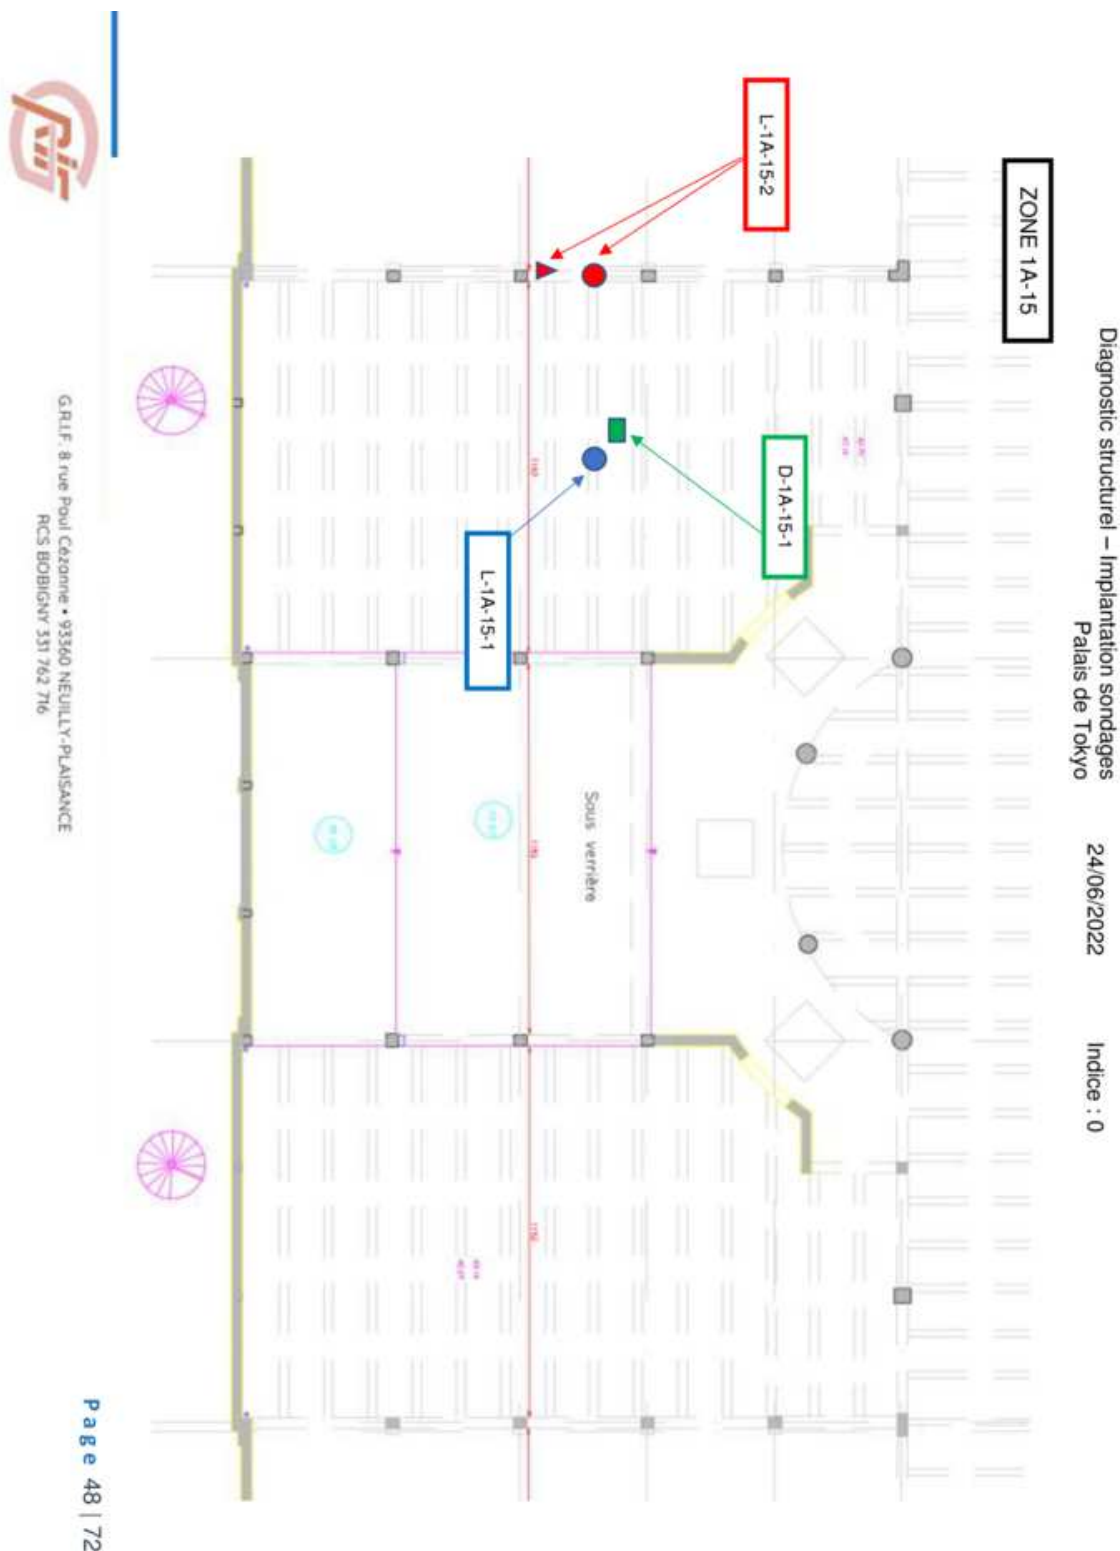 Diagnostic structurel – Implantation sondages
Palais de Tokyo
24/06/2022
Indice : 0
ZONE 1A-15
L-1A-15-2
D-1A-15-1
L-1A-15-1
Sous verrière
1152
G.R.I.F. 8 rue Paul Cézanne • 93360 NEUILLY-PLAISANCE
RCS BOBIGNY 331 762 716
Page 48 | 72